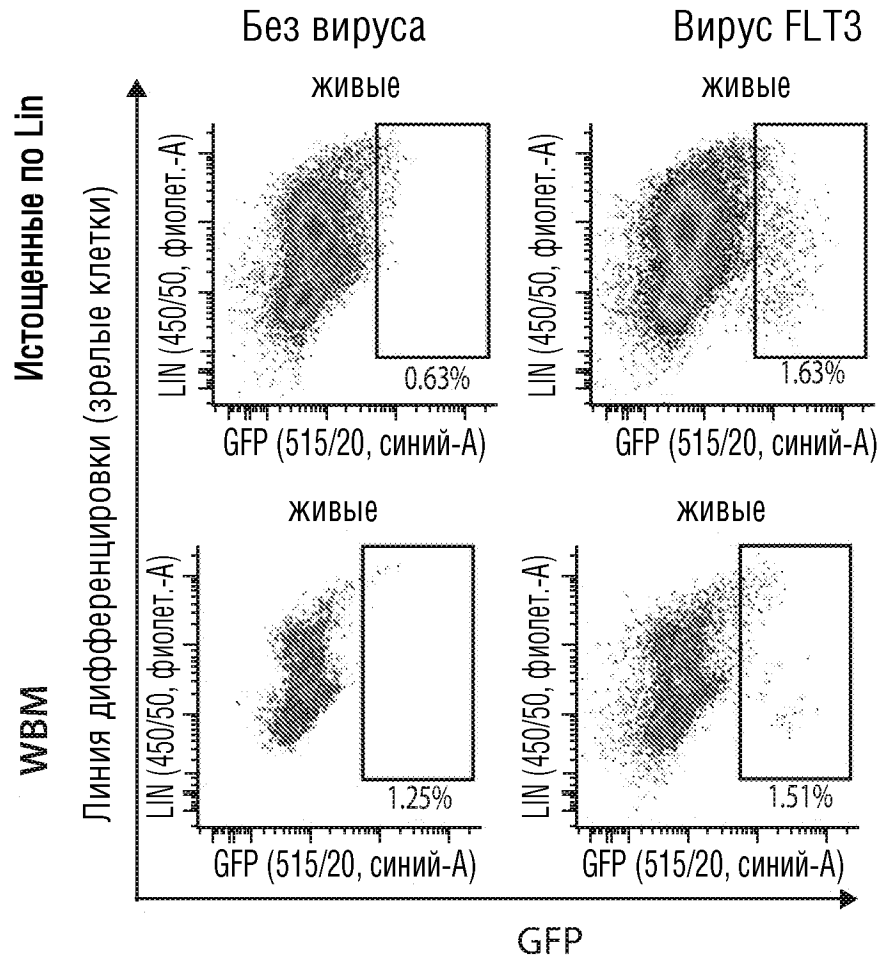 Без вируса
Вирус FLT3
живые
живые
Истощенные по Lin
Линия дифференцировки (зрелые клетки)
LIN (450/50, фиолет.-A)
0.63%
GFP (515/20, синий-A)
LIN (450/50, фиолет.-A)
1.63%
GFP (515/20, синий-A)
живые
живые
WBM
LIN (450/50, фиолет.-A)
1.25%
GFP (515/20, синий-A)
LIN (450/50, фиолет.-A)
1.51%
GFP (515/20, синий-A)
GFP